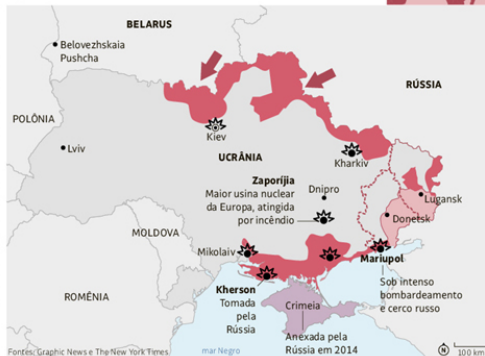 BELARUS
Belovezhskaia
Pushcha
RÚSSIA
POLÔNIA
Lviv
Kiev
UCRÂNIA
Kharkiv
Zaporíjia
Maior usina nuclear
da Europa, atingida
por incêndio
Dnipro
Lugansk
Donetsk
MOLDOVA
Mikolaiv
Mariupol
Sob intenso
bombardeamento
e cerco russo
Kherson
Tomada
pela
Rússia
ROMÊNIA
Crimeia
Anexada pela
Rússia em 2014
Fontes: Graphic News e The New York Times
mar Negro
N
100 km